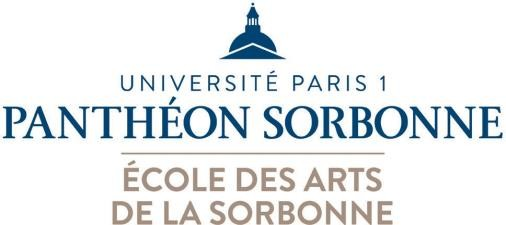 UNIVERSITÉ PARIS 1
PANTHÉON SORBONNE
ÉCOLE DES ARTS
DE LA SORBONNE